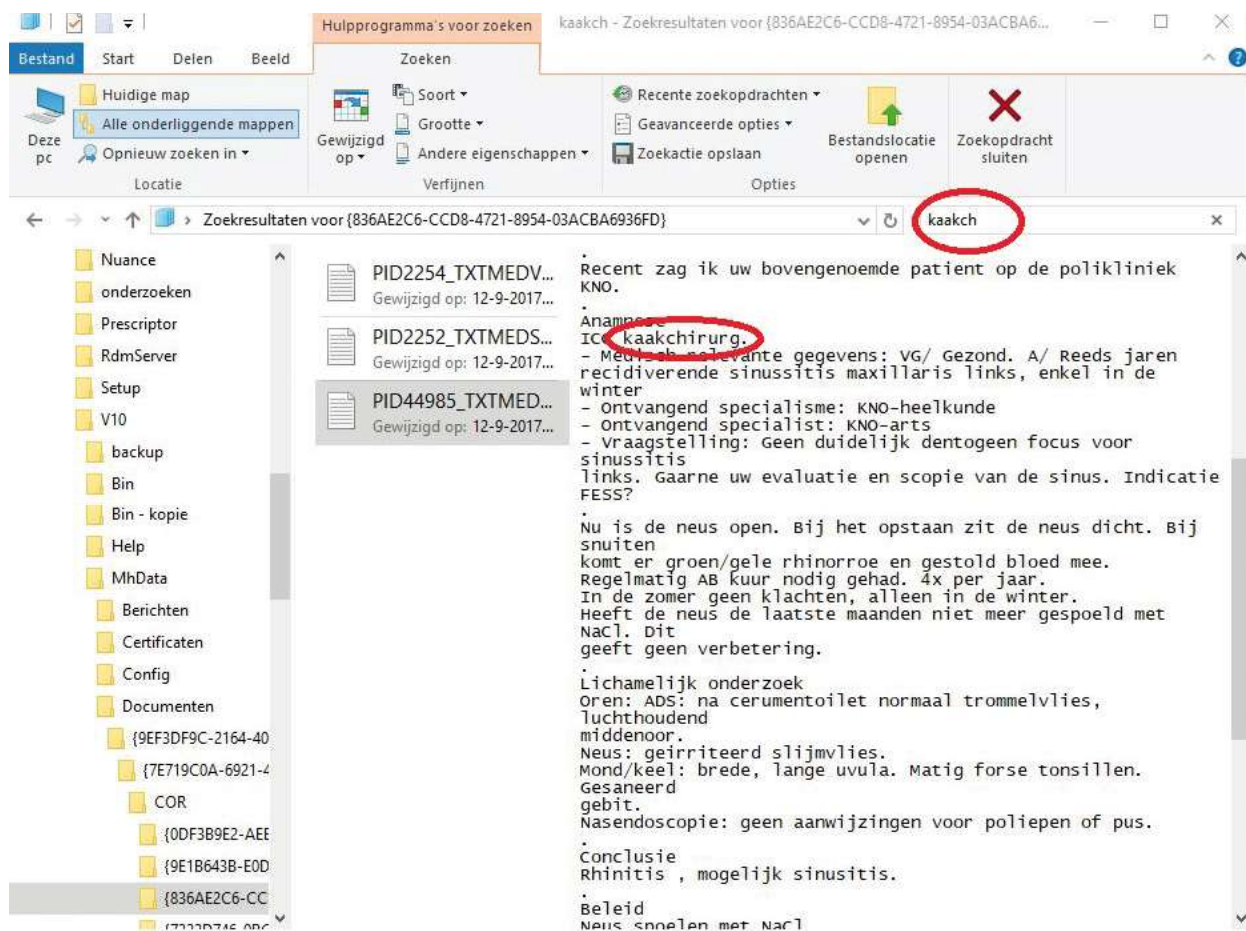 Hulpprogramma's voor zoeken
kaakch - Zoekresultaten voor {836AE2C6-CCD8-4721-8954-03ACBA6...
Bestand
Start
Delen
Beeld
Zoeken
Deze pc
Huidige map
Alle onderliggende mappen
Opnieuw zoeken in
Locatie
Gewijzigd op
Soort
Grootte
Andere eigenschappen
Verfijnen
Recente zoekopdrachten
Geavanceerde opties
Zoekactie opslaan
Bestandslocatie openen
Opties
Zoekopdracht sluiten
Zoekresultaten voor {836AE2C6-CCD8-4721-8954-03ACBA6936FD}
kaakch
Nuance
onderzoeken
Prescriptor
RdmServer
Setup
V10
backup
Bin
Bin - kopie
Help
MhData
Berichten
Certificaten
Config
Documenten
{9EF3DF9C-2164-40
{7E719C0A-6921-4
COR
{0DF3B9E2-AEE
{9E1B643B-E0D
{836AE2C6-CC
PID2254_TXTMEDV...
Gewijzigd op: 12-9-2017...
PID2252_TXTMEDS...
Gewijzigd op: 12-9-2017...
PID44985_TXTMED...
Gewijzigd op: 12-9-2017...
.
Recent zag ik uw bovengenoemde patient op de polikliniek
KNO.
.
Anamnese
kaakchirurg.
- Medisch relevante gegevens: VG/ Gezond. A/ Reeds jaren
recidiverende sinussitis maxillaris links, enkel in de
winter
- Ontvangend specialisme: KNO-heelkunde
- Ontvangend specialist: KNO-arts
- Vraagstelling: Geen duidelijk dentogeen focus voor
sinussitis
links. Gaarne uw evaluatie en scopie van de sinus. Indicatie
FESS?
.
Nu is de neus open. Bij het opstaan zit de neus dicht. Bij
snuiten
komt er groen/gele rhinorroe en gestold bloed mee.
Regelmatig AB kuur nodig gehad. 4x per jaar.
In de zomer geen klachten, alleen in de winter.
Heeft de neus de laatste maanden niet meer gespoeld met
NaCl. Dit
geeft geen verbetering.
.
Lichamelijk onderzoek
Oren: ADS: na cerumentoilet normaal trommelvlies,
luchthoudend
middenoor.
Neus: geirriteerd slijmvlies.
Mond/keel: brede, lange uvula. Matig forse tonsillen.
Gesaneerd
gebit.
Nasendoscopie: geen aanwijzingen voor poliepen of pus.
.
Conclusie
Rhinitis , mogelijk sinusitis.
.
Beleid
Neus spoelen met NaCl